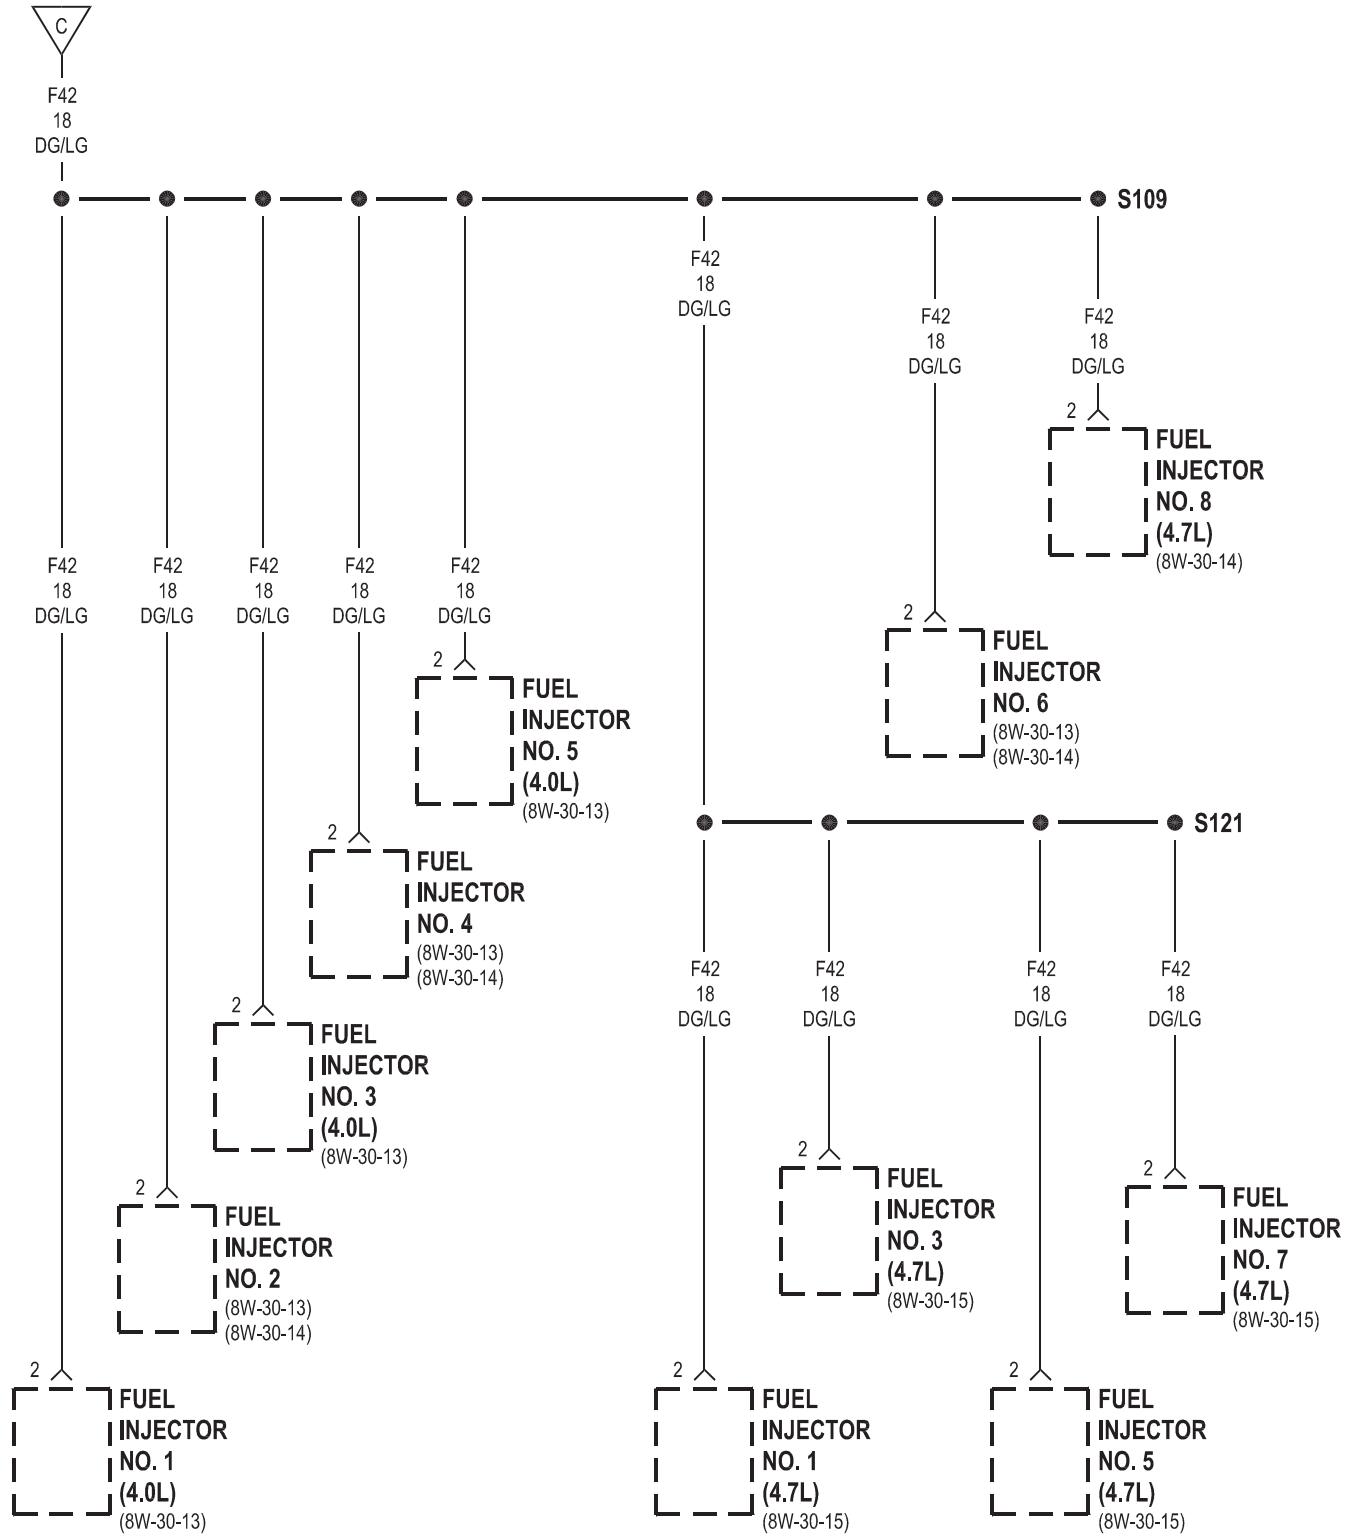 C
F42
18
DG/LG
S109
F42
18
DG/LG
F42
18
DG/LG
F42
18
DG/LG
2
FUEL
INJECTOR
NO. 8
(4.7L)
(8W-30-14)
F42
18
DG/LG
F42
18
DG/LG
F42
18
DG/LG
F42
18
DG/LG
F42
18
DG/LG
2
FUEL
INJECTOR
NO. 6
(8W-30-13)
(8W-30-14)
2
FUEL
INJECTOR
NO. 5
(4.0L)
(8W-30-13)
S121
2
FUEL
INJECTOR
NO. 4
(8W-30-13)
(8W-30-14)
F42
18
DG/LG
F42
18
DG/LG
F42
18
DG/LG
F42
18
DG/LG
2
FUEL
INJECTOR
NO. 3
(4.0L)
(8W-30-13)
2
FUEL
INJECTOR
NO. 3
(4.7L)
(8W-30-15)
2
FUEL
INJECTOR
NO. 7
(4.7L)
(8W-30-15)
2
FUEL
INJECTOR
NO. 2
(8W-30-13)
(8W-30-14)
2
FUEL
INJECTOR
NO. 1
(4.0L)
(8W-30-13)
2
FUEL
INJECTOR
NO. 1
(4.7L)
(8W-30-15)
2
FUEL
INJECTOR
NO. 5
(4.7L)
(8W-30-15)